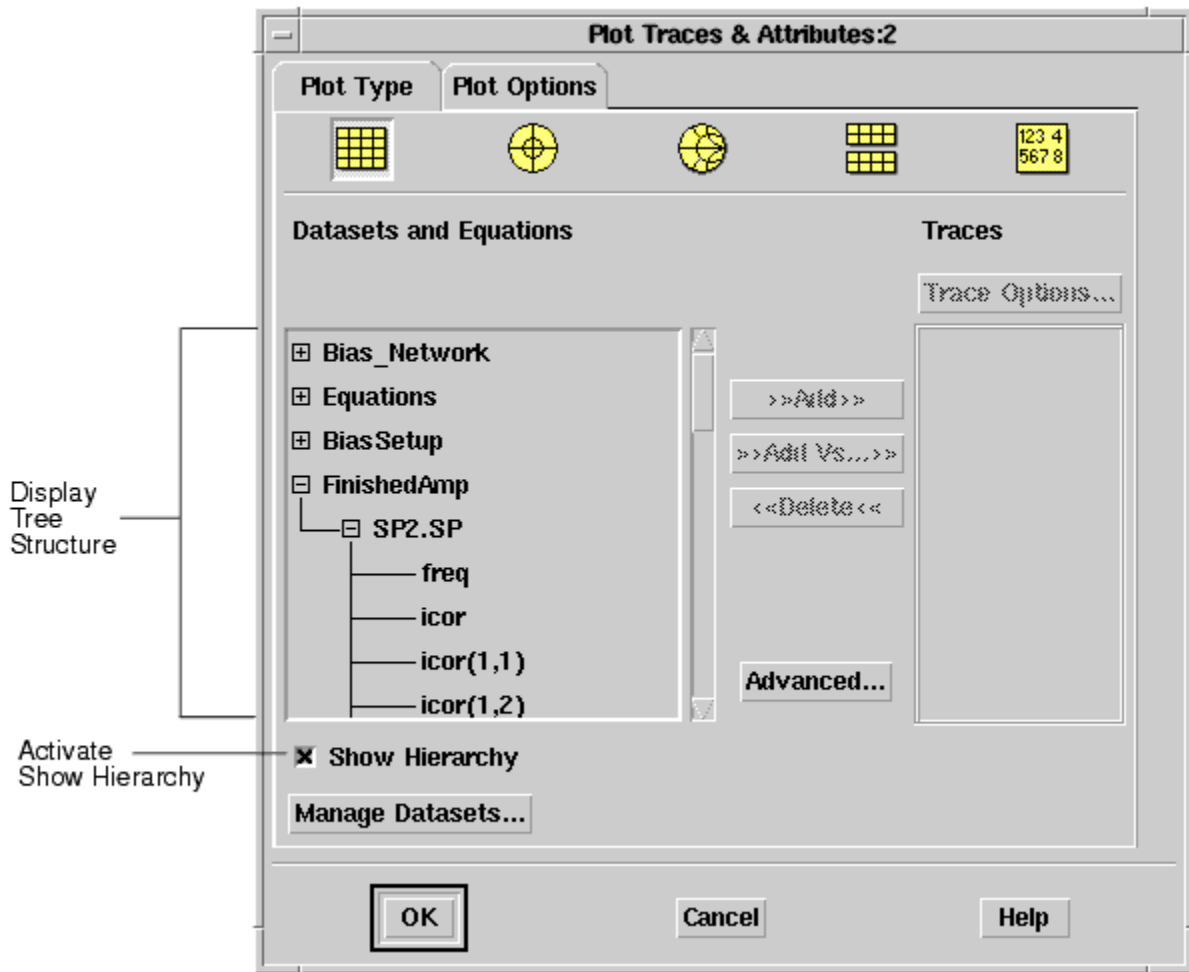 Plot Traces & Attributes:2
Plot Type
Plot Options
123 4
567 8
Datasets and Equations
Traces
Trace Options...
Bias_Network
Equations
BiasSetup
FinishedAmp
SP2.SP
freq
icor
icor(1,1)
icor(1,2)
>>Add>>
>>Add Vs...>>
<<Delete<<
Advanced...
Display
Tree
Structure
Activate
Show Hierarchy
Show Hierarchy
Manage Datasets...
OK
Cancel
Help